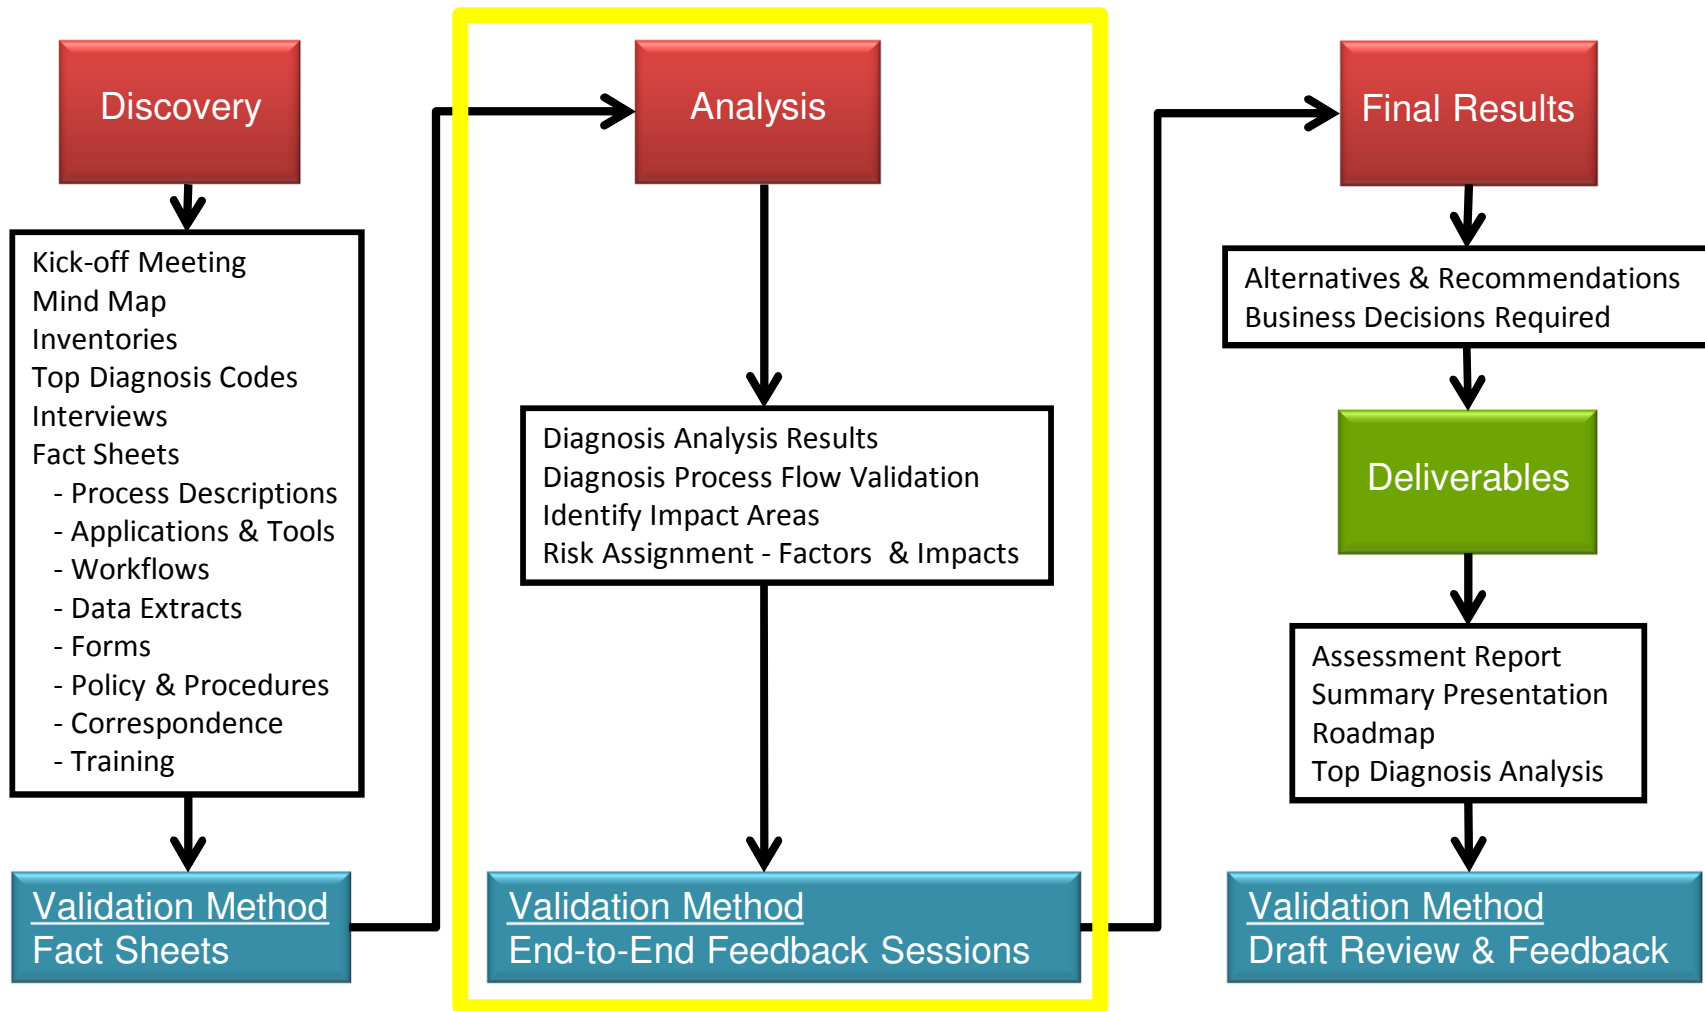 Discovery
Kick-off Meeting
Mind Map
Inventories
Top Diagnosis Codes
Interviews
Fact Sheets
- Process Descriptions
- Applications & Tools
- Workflows
- Data Extracts
- Forms
- Policy & Procedures
- Correspondence
- Training
Validation Method
Fact Sheets
Analysis
Diagnosis Analysis Results
Diagnosis Process Flow Validation
Identify Impact Areas
Risk Assignment - Factors & Impacts
Validation Method
End-to-End Feedback Sessions
Final Results
Alternatives & Recommendations
Business Decisions Required
Deliverables
Assessment Report
Summary Presentation
Roadmap
Top Diagnosis Analysis
Validation Method
Draft Review & Feedback